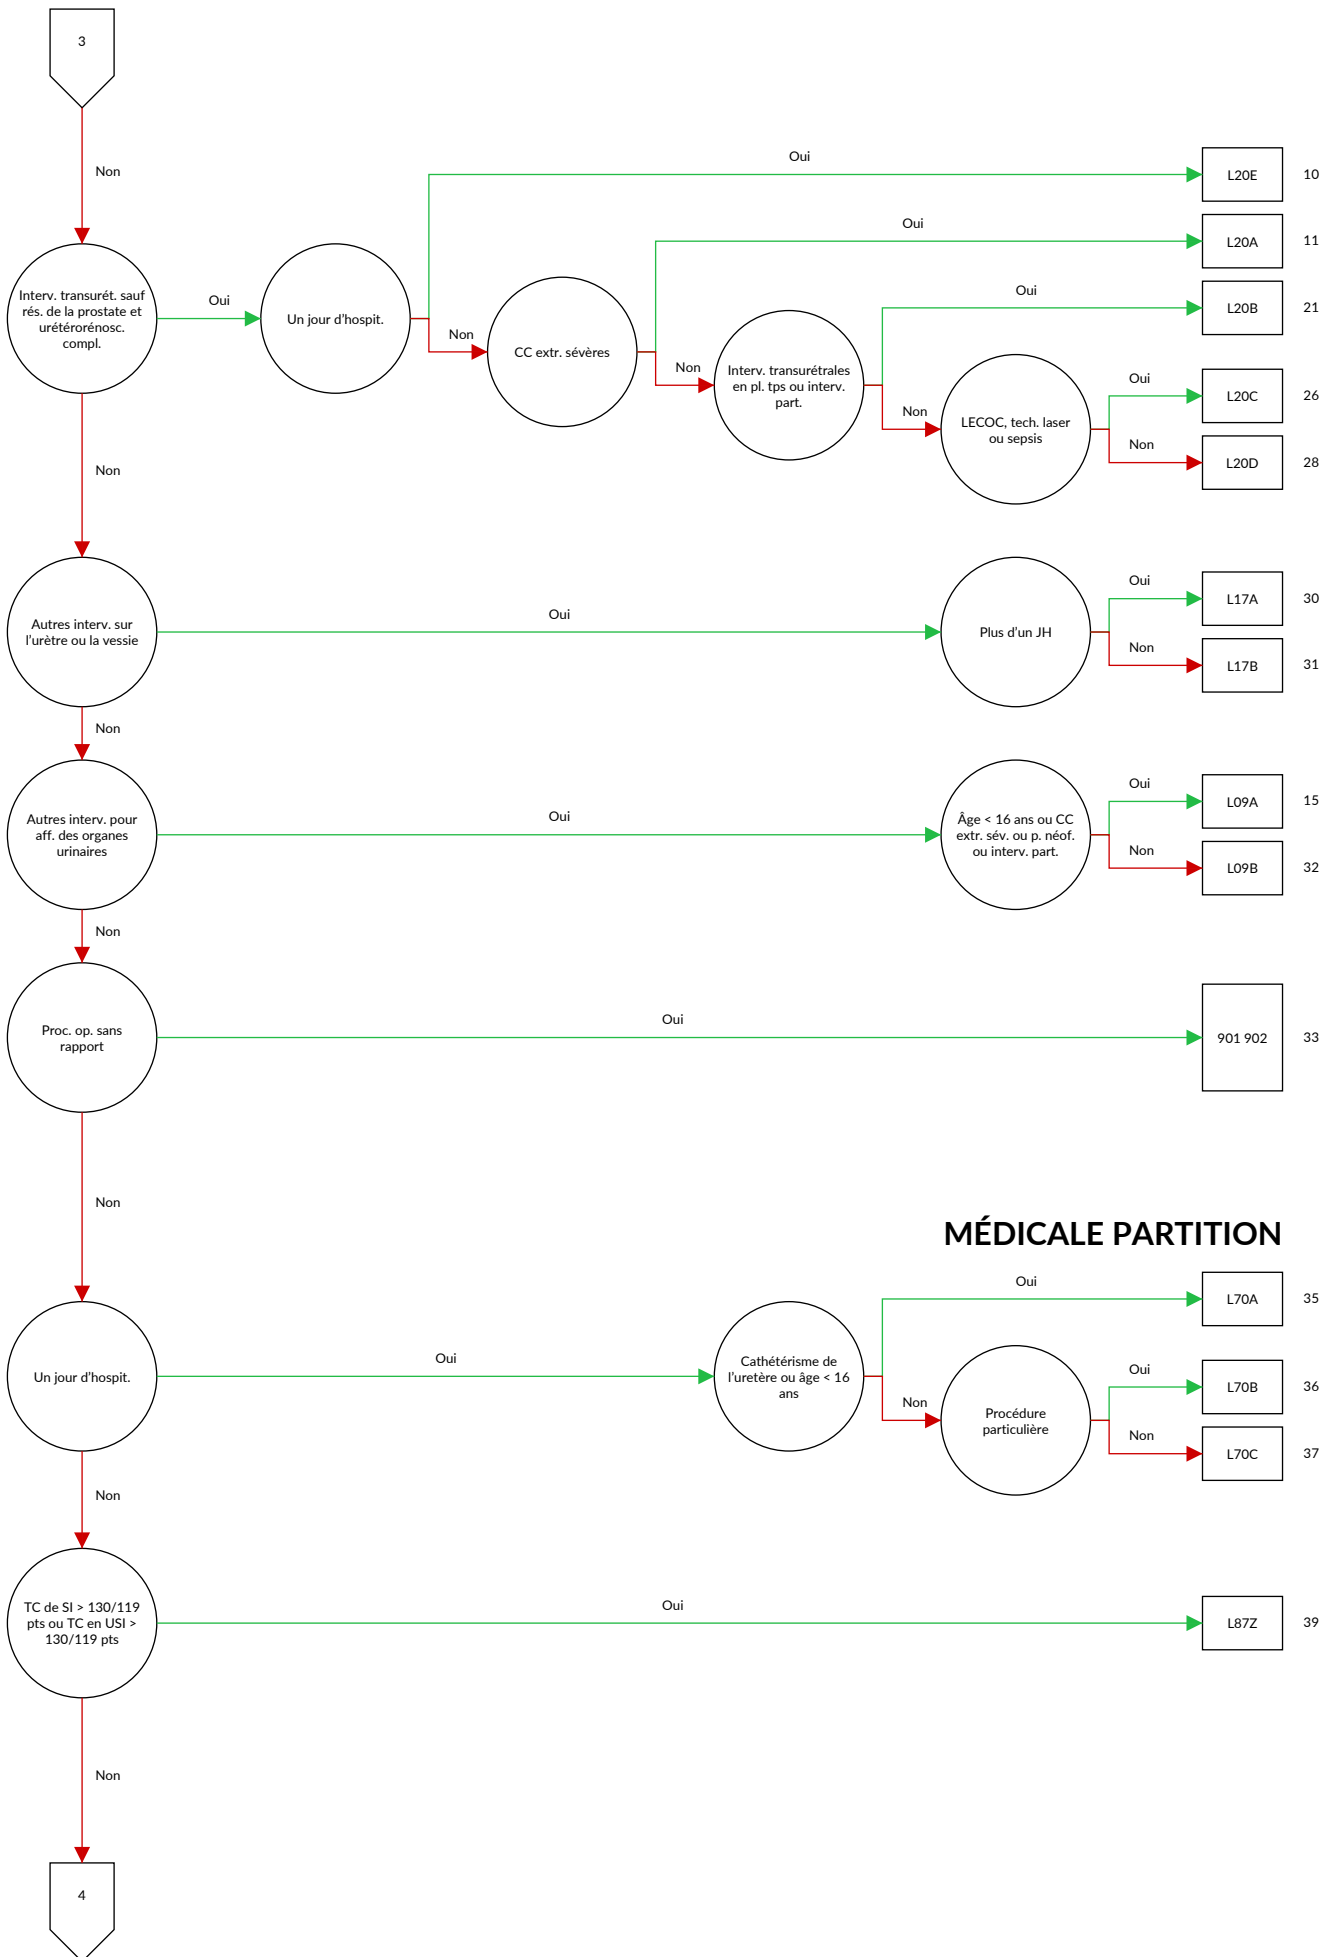 3
Non
Oui
L20E
10
Oui
L20A
11
Interv. transurét. sauf
rés. de la prostate et
urétérorénosc.
compl.
Oui
Un jour d'hospit.
Non
CC extr. sévères
Non
Interv. transurétrales
en pl. tps ou interv.
part.
Oui
L20B
21
Non
LECOC, tech. laser
ou sepsis
Oui
L20C
26
Non
L20D
28
Non
Autres interv. sur
l'urètre ou la vessie
Oui
Plus d'un JH
Oui
L17A
30
Non
L17B
31
Non
Autres interv. pour
aff. des organes
urinaires
Oui
Âge < 16 ans ou CC
extr. sév. ou p. néof.
ou interv. part.
Oui
L09A
15
Non
L09B
32
Non
Proc. op. sans
rapport
Oui
901 902
33
Non
MÉDICALE PARTITION
Un jour d'hospit.
Oui
Cathétérisme de
l'uretère ou âge < 16
ans
Oui
L70A
35
Non
Procédure
particulière
Oui
L70B
36
Non
L70C
37
Non
TC de SI > 130/119
pts ou TC en USI >
130/119 pts
Oui
L87Z
39
Non
4